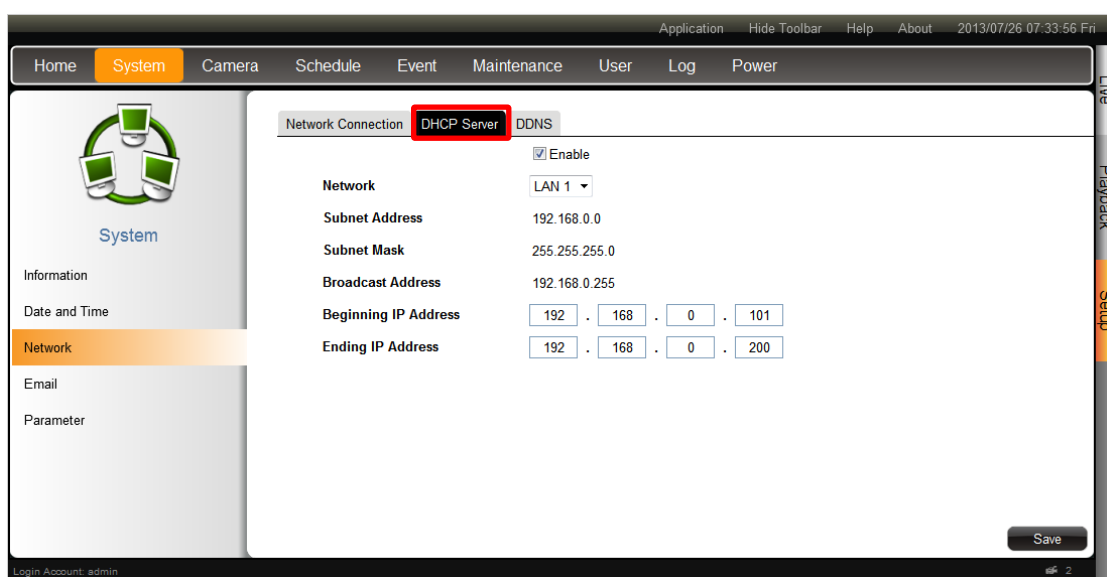 Application Hide Toolbar Help About 2013/07/26 07:33:56 Fri
Home System Camera Schedule Event Maintenance User Log Power
Live
Playback
Setup
System
Information
Date and Time
Network
Email
Parameter
Network Connection DHCP Server DDNS
Enable
Network LAN 1
Subnet Address 192.168.0.0
Subnet Mask 255.255.255.0
Broadcast Address 192.168.0.255
Beginning IP Address 192 . 168 . 0 . 101
Ending IP Address 192 . 168 . 0 . 200
Save
Login Account: admin 2